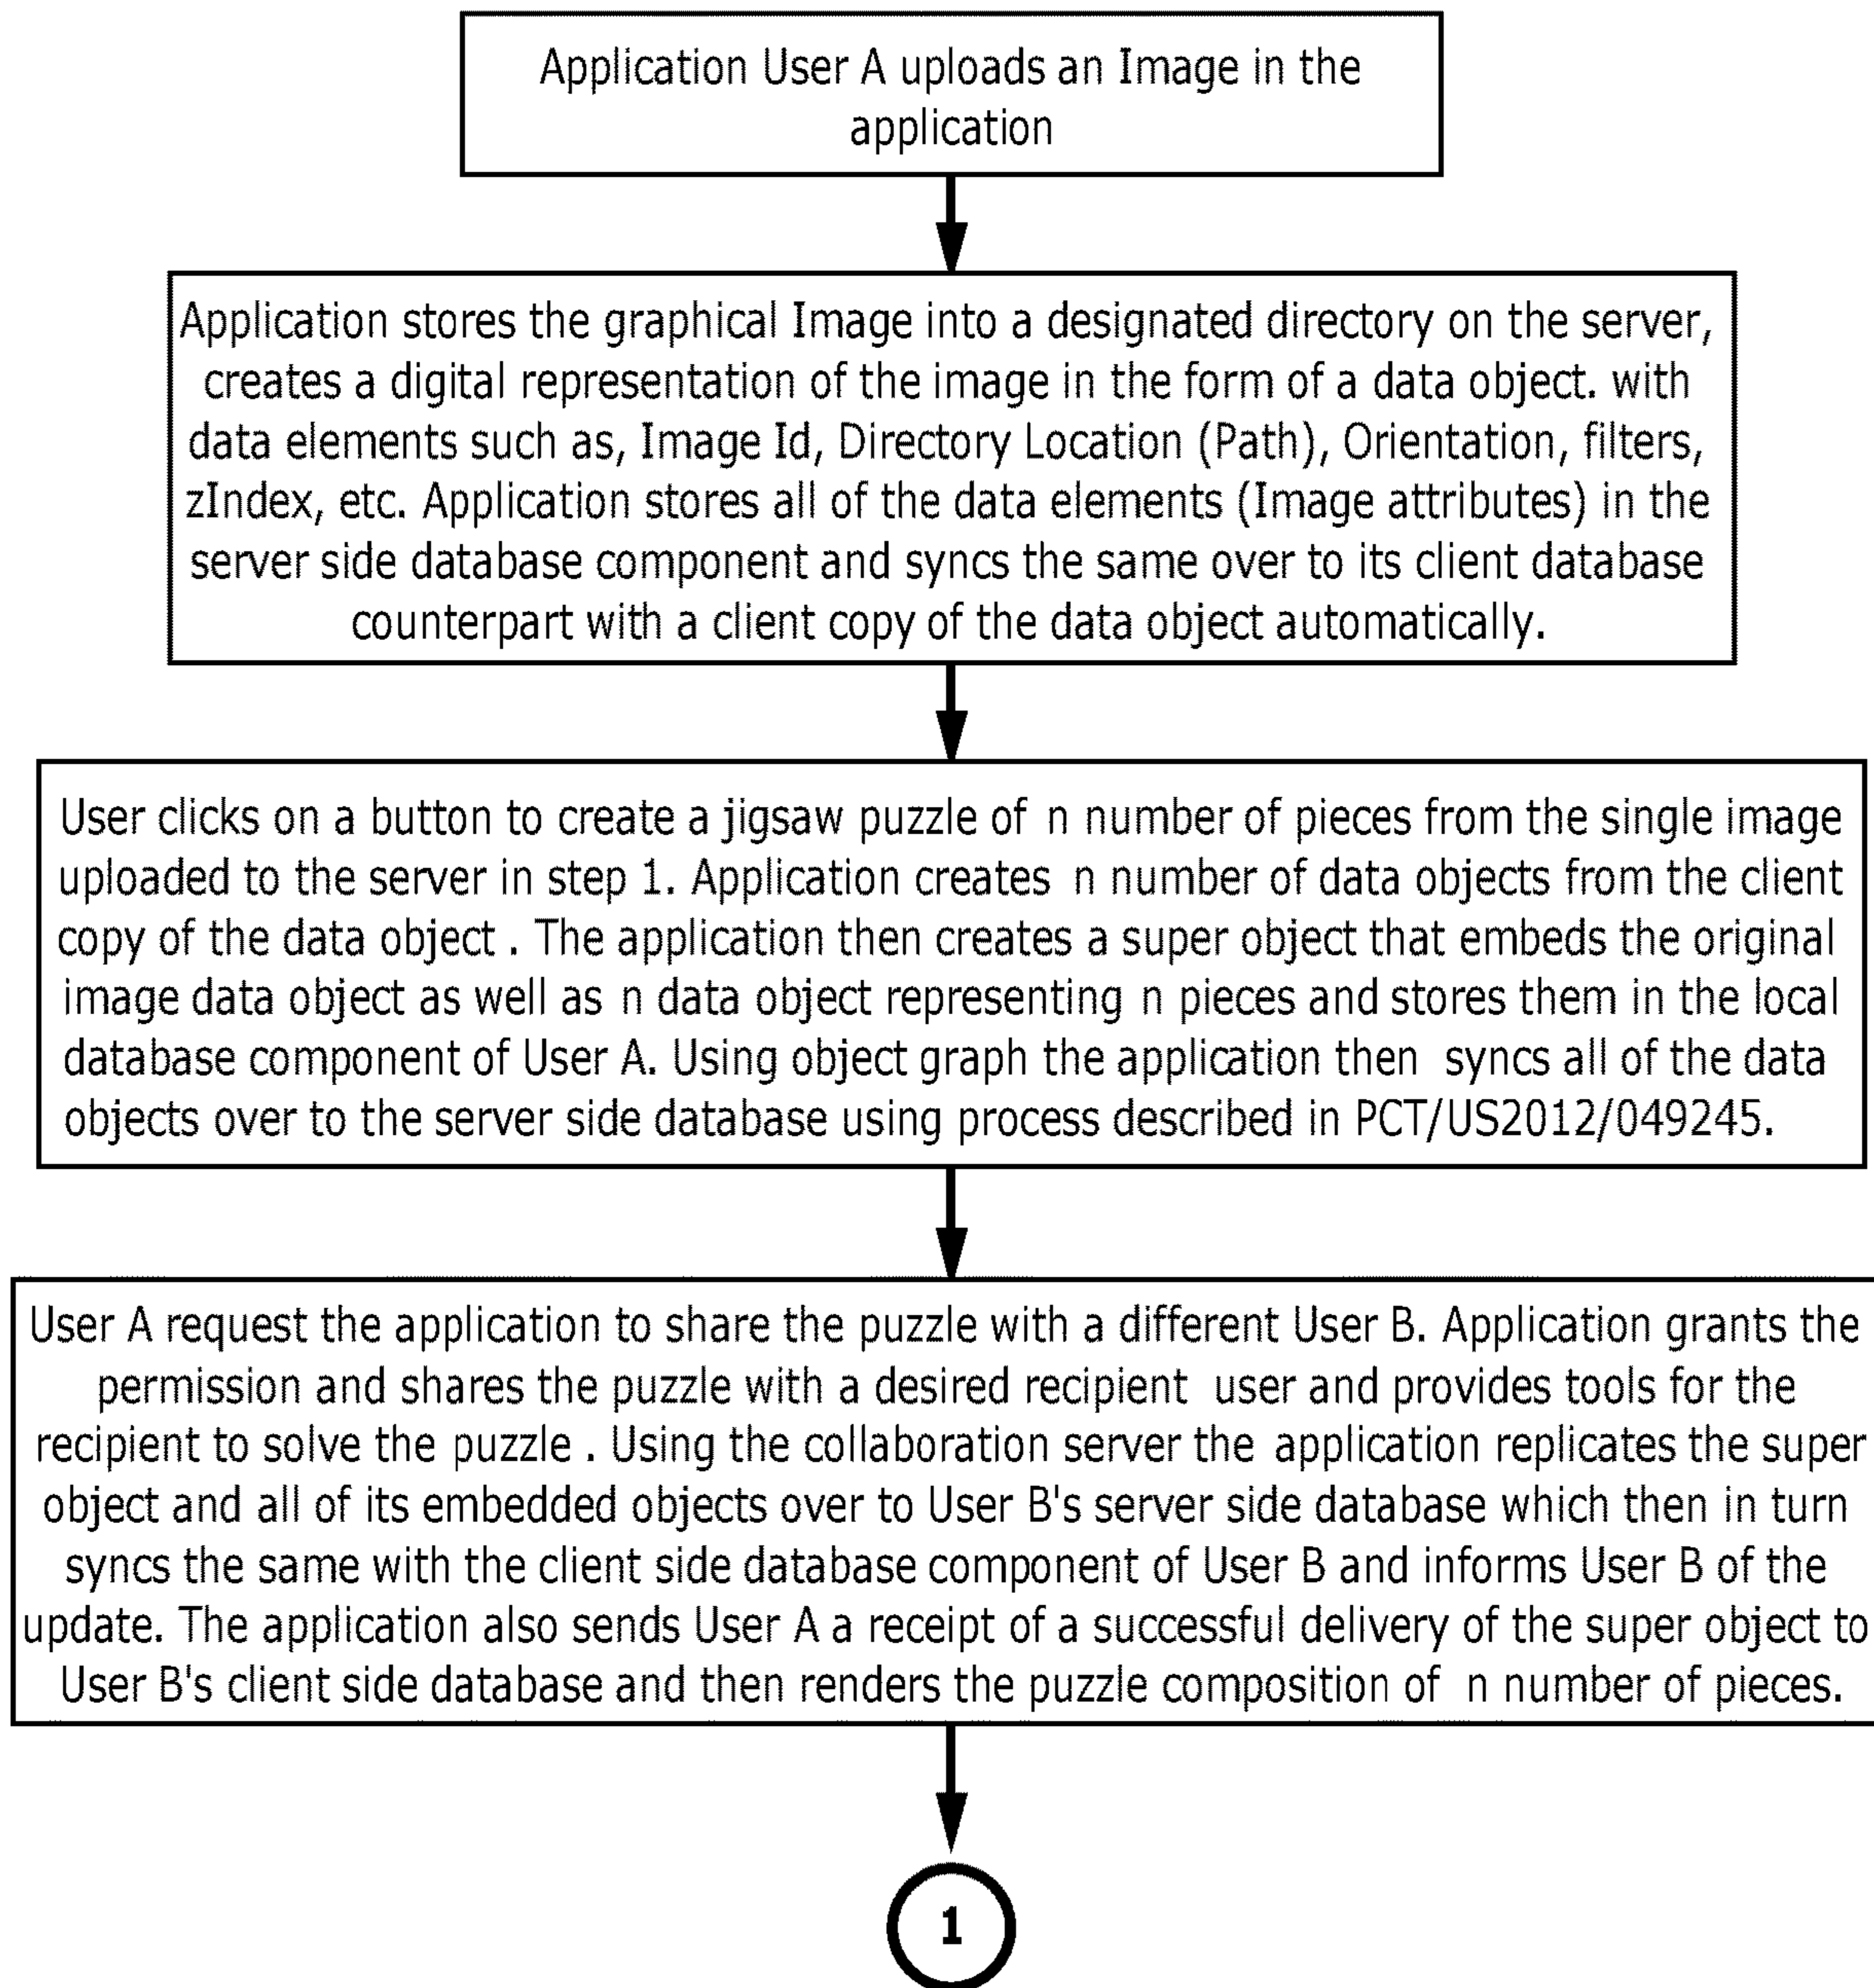 Application User A uploads an Image in the
application
Application stores the graphical Image into a designated directory on the server,
creates a digital representation of the image in the form of a data object. with
data elements such as, Image Id, Directory Location (Path), Orientation, filters,
zIndex, etc. Application stores all of the data elements (Image attributes) in the
server side database component and syncs the same over to its client database
counterpart with a client copy of the data object automatically.
User clicks on a button to create a jigsaw puzzle of n number of pieces from the single image
uploaded to the server in step 1. Application creates n number of data objects from the client
copy of the data object . The application then creates a super object that embeds the original
image data object as well as n data object representing n pieces and stores them in the local
database component of User A. Using object graph the application then syncs all of the data
objects over to the server side database using process described in PCT/US2012/049245.
User A request the application to share the puzzle with a different User B. Application grants the
permission and shares the puzzle with a desired recipient user and provides tools for the
recipient to solve the puzzle . Using the collaboration server the application replicates the super
object and all of its embedded objects over to User B's server side database which then in turn
syncs the same with the client side database component of User B and informs User B of the
update. The application also sends User A a receipt of a successful delivery of the super object to
User B's client side database and then renders the puzzle composition of n number of pieces.
1